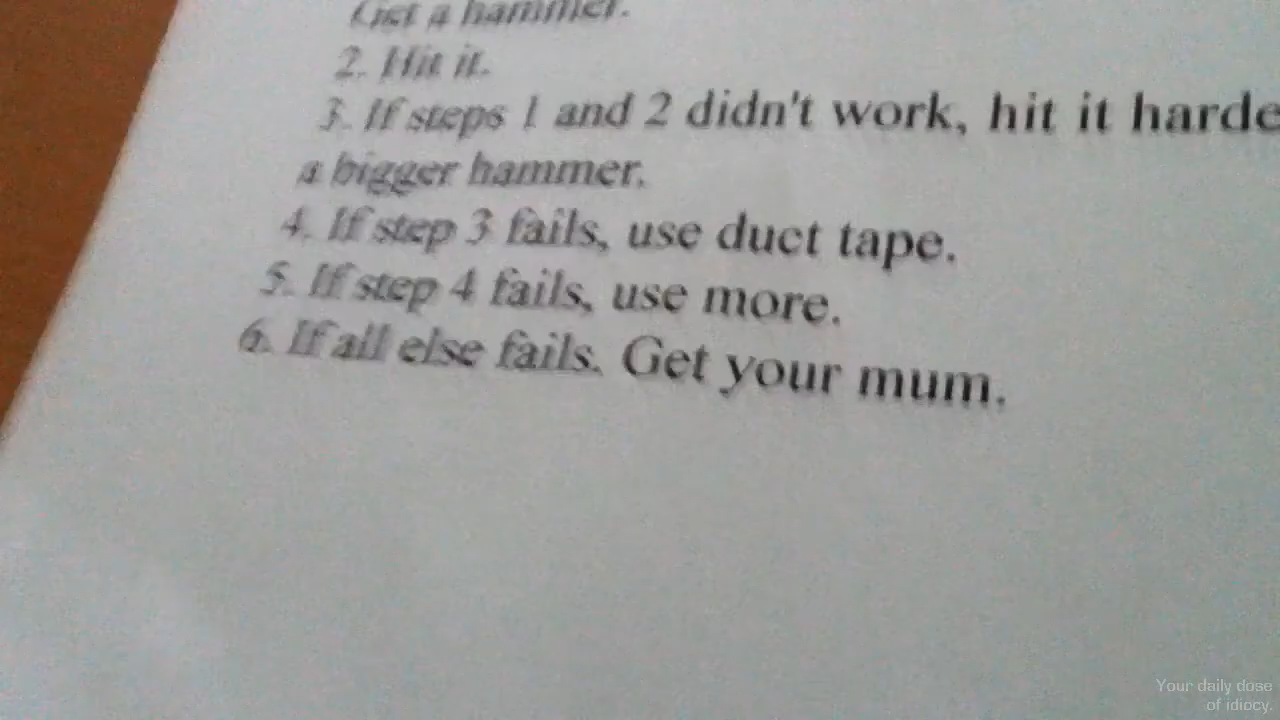 Get a hammer.
2. Hit it.
3. If steps 1 and 2 didn't work, hit it harde
a bigger hammer.
4. If step 3 fails, use duct tape.
5. If step 4 fails, use more.
6. If all else fails. Get your mum.
Your daily dose
of idiocy.